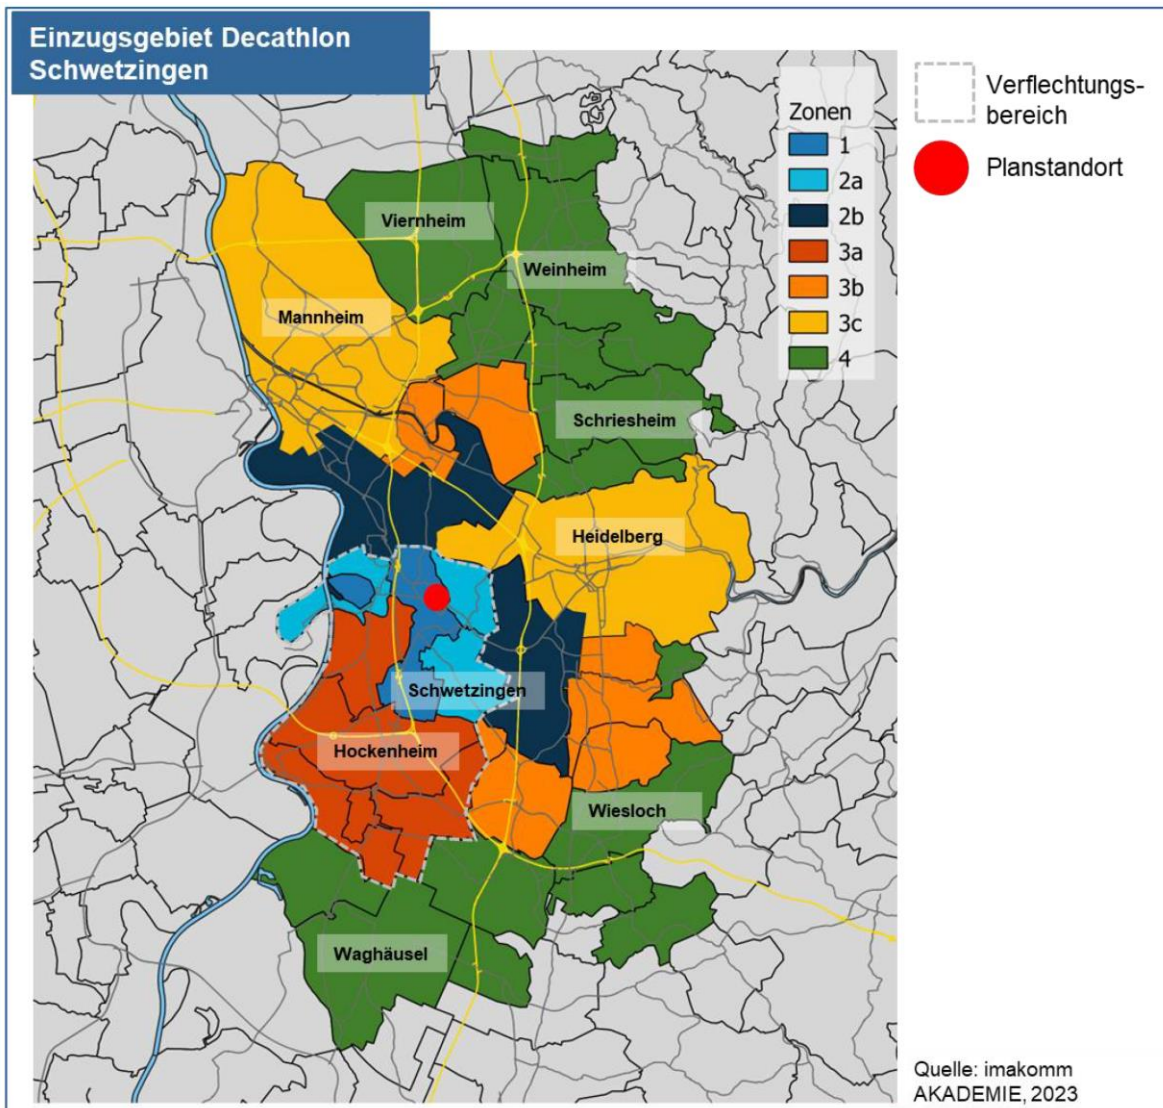 Einzugsgebiet Decathlon
Schwetzingen
Verflechtungs-
bereich
Planstandort
Zonen
1
2a
2b
3a
3b
3c
4
Viernheim
Weinheim
Mannheim
Schriesheim
Heidelberg
Schwetzingen
Hockenheim
Wiesloch
Waghäusel
Quelle: imakomm
AKADEMIE, 2023